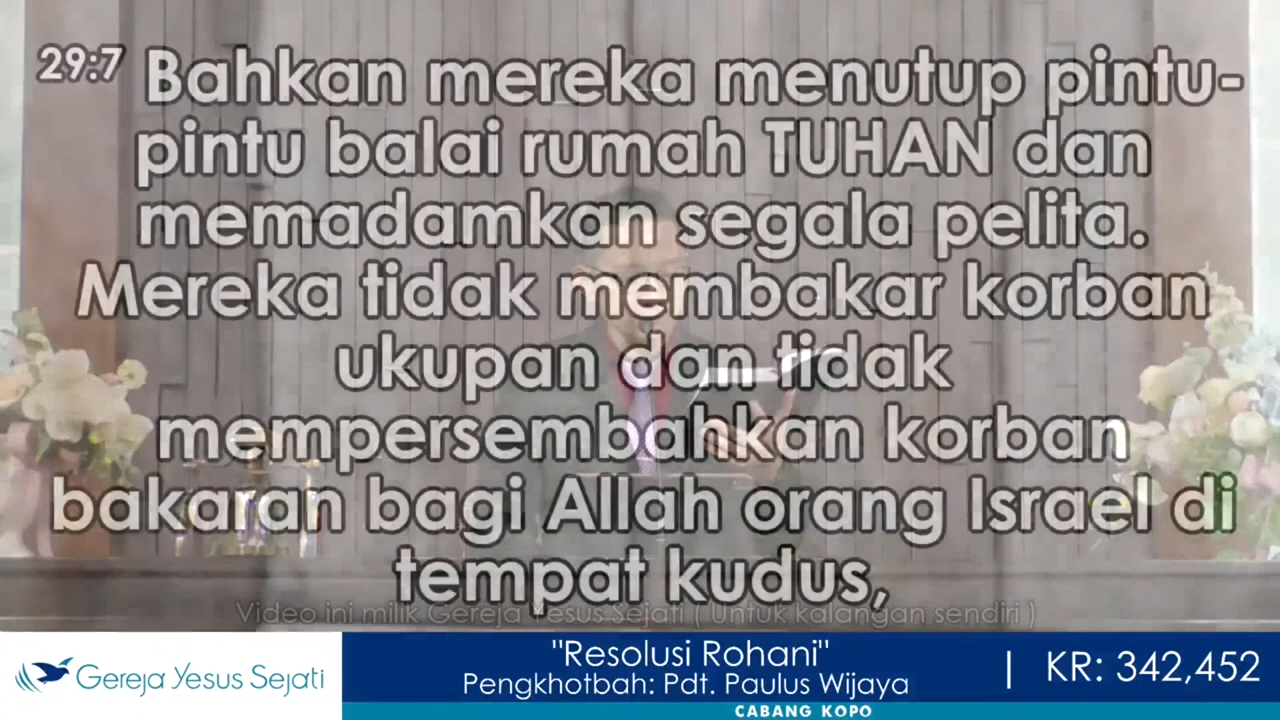 29:7 Bahkan mereka menutup pintu-
pintu balai rumah TUHAN dan
memadamkan segala pelita.
Mereka tidak membakar korban
ukupan dan tidak
mempersembahkan korban
bakaran bagi Allah orang Israel di
tempat kudus,
Video ini milik Gereja Yesus Sejati ( Untuk kalangan sendiri )
Gereja Yesus Sejati
"Resolusi Rohani"
Pengkhotbah: Pdt. Paulus Wijaya
| KR: 342,452
CABANG KOPO